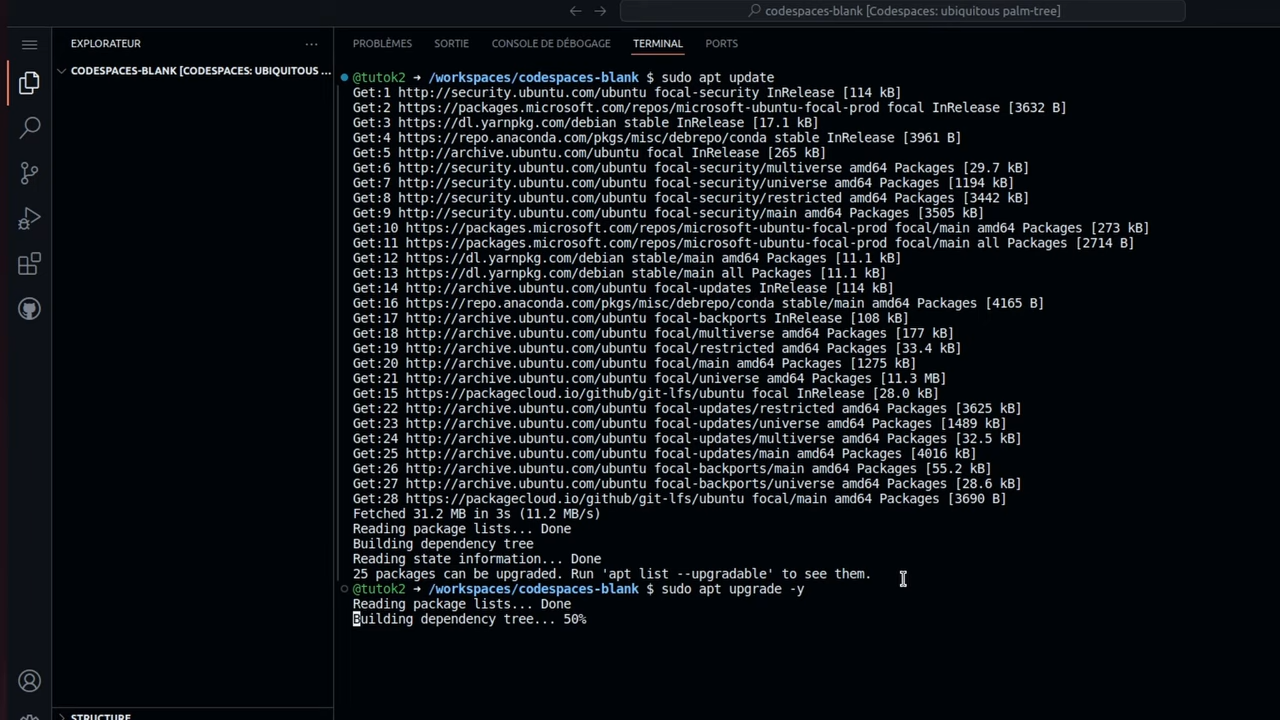 codespaces-blank [Codespaces: ubiquitous palm-tree]
EXPLORATEUR
CODESPACES-BLANK [CODESPACES: UBIQUITOUS ...
STRUCTURE
PROBLÈMES SORTIE CONSOLE DE DÉBOGAGE TERMINAL PORTS
@tutok2 ➜ /workspaces/codespaces-blank $ sudo apt update
Get:1 http://security.ubuntu.com/ubuntu focal-security InRelease [114 kB]
Get:2 https://packages.microsoft.com/repos/microsoft-ubuntu-focal-prod focal InRelease [3632 B]
Get:3 https://dl.yarnpkg.com/debian stable InRelease [17.1 kB]
Get:4 https://repo.anaconda.com/pkgs/misc/debrepo/conda stable InRelease [3961 B]
Get:5 http://archive.ubuntu.com/ubuntu focal InRelease [265 kB]
Get:6 http://security.ubuntu.com/ubuntu focal-security/multiverse amd64 Packages [29.7 kB]
Get:7 http://security.ubuntu.com/ubuntu focal-security/universe amd64 Packages [1194 kB]
Get:8 http://security.ubuntu.com/ubuntu focal-security/restricted amd64 Packages [3442 kB]
Get:9 http://security.ubuntu.com/ubuntu focal-security/main amd64 Packages [3505 kB]
Get:10 https://packages.microsoft.com/repos/microsoft-ubuntu-focal-prod focal/main amd64 Packages [273 kB]
Get:11 https://packages.microsoft.com/repos/microsoft-ubuntu-focal-prod focal/main all Packages [2714 B]
Get:12 https://dl.yarnpkg.com/debian stable/main amd64 Packages [11.1 kB]
Get:13 https://dl.yarnpkg.com/debian stable/main all Packages [11.1 kB]
Get:14 http://archive.ubuntu.com/ubuntu focal-updates InRelease [114 kB]
Get:16 https://repo.anaconda.com/pkgs/misc/debrepo/conda stable/main amd64 Packages [4165 B]
Get:17 http://archive.ubuntu.com/ubuntu focal-backports InRelease [108 kB]
Get:18 http://archive.ubuntu.com/ubuntu focal/multiverse amd64 Packages [177 kB]
Get:19 http://archive.ubuntu.com/ubuntu focal/restricted amd64 Packages [33.4 kB]
Get:20 http://archive.ubuntu.com/ubuntu focal/main amd64 Packages [1275 kB]
Get:21 http://archive.ubuntu.com/ubuntu focal/universe amd64 Packages [11.3 MB]
Get:15 https://packagecloud.io/github/git-lfs/ubuntu focal InRelease [28.0 kB]
Get:22 http://archive.ubuntu.com/ubuntu focal-updates/restricted amd64 Packages [3625 kB]
Get:23 http://archive.ubuntu.com/ubuntu focal-updates/universe amd64 Packages [1489 kB]
Get:24 http://archive.ubuntu.com/ubuntu focal-updates/multiverse amd64 Packages [32.5 kB]
Get:25 http://archive.ubuntu.com/ubuntu focal-updates/main amd64 Packages [4016 kB]
Get:26 http://archive.ubuntu.com/ubuntu focal-backports/main amd64 Packages [55.2 kB]
Get:27 http://archive.ubuntu.com/ubuntu focal-backports/universe amd64 Packages [28.6 kB]
Get:28 https://packagecloud.io/github/git-lfs/ubuntu focal/main amd64 Packages [3690 B]
Fetched 31.2 MB in 3s (11.2 MB/s)
Reading package lists... Done
Building dependency tree
Reading state information... Done
25 packages can be upgraded. Run 'apt list --upgradable' to see them.
@tutok2 ➜ /workspaces/codespaces-blank $ sudo apt upgrade -y
Reading package lists... Done
Building dependency tree... 50%